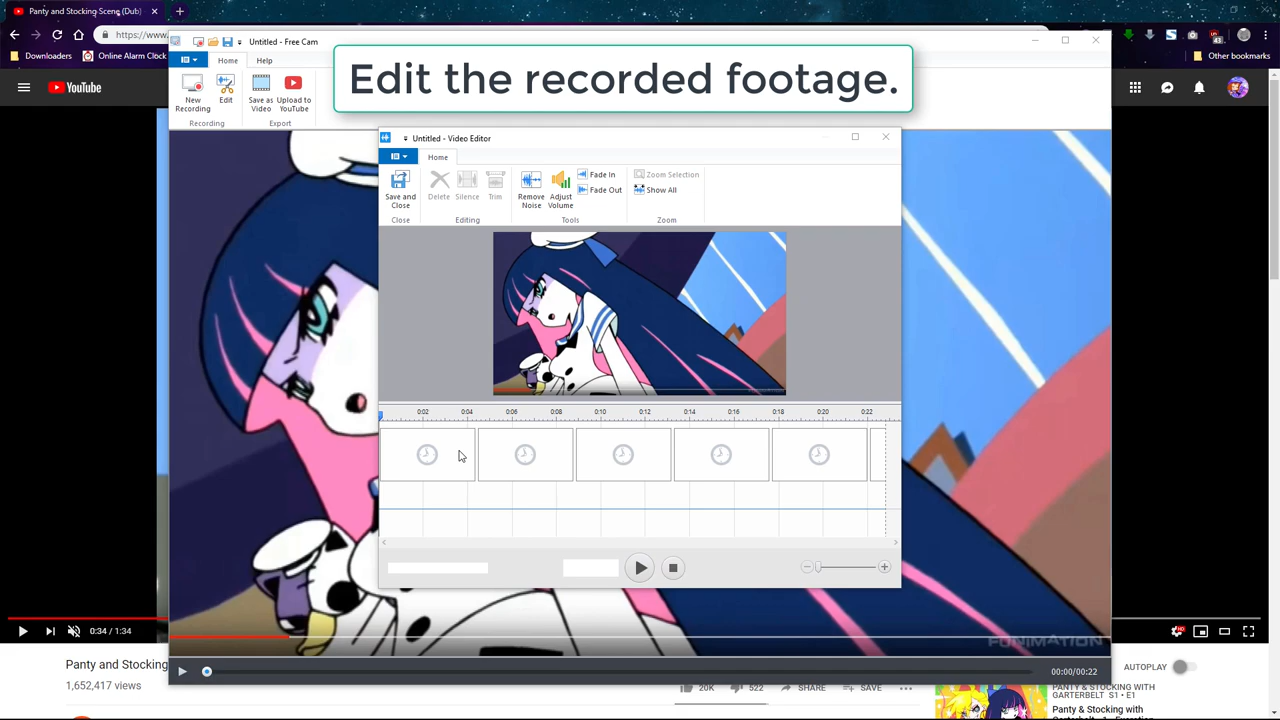 Panty and Stocking Scene (Dub)
https://www.
Downloaders
Online Alarm Clock
Other bookmarks
YouTube
Untitled - Free Cam
Home
Help
New Recording
Edit
Save as Video
Upload to YouTube
Recording
Export
Edit the recorded footage.
Untitled - Video Editor
Home
Save and Close
Delete
Silence
Trim
Remove Noise
Adjust Volume
Fade In
Fade Out
Zoom Selection
Show All
Close
Editing
Tools
Zoom
0:02 0:04 0:06 0:08 0:10 0:12 0:14 0:16 0:18 0:20 0:22
FUNIMATION
0:34 / 1:34
HD
00:00/00:22
Panty and Stocking
1,652,417 views
20K
522
SHARE
SAVE
AUTOPLAY
PANTY & STOCKING WITH
GARTERBELT S1 • E1
Panty & Stocking with